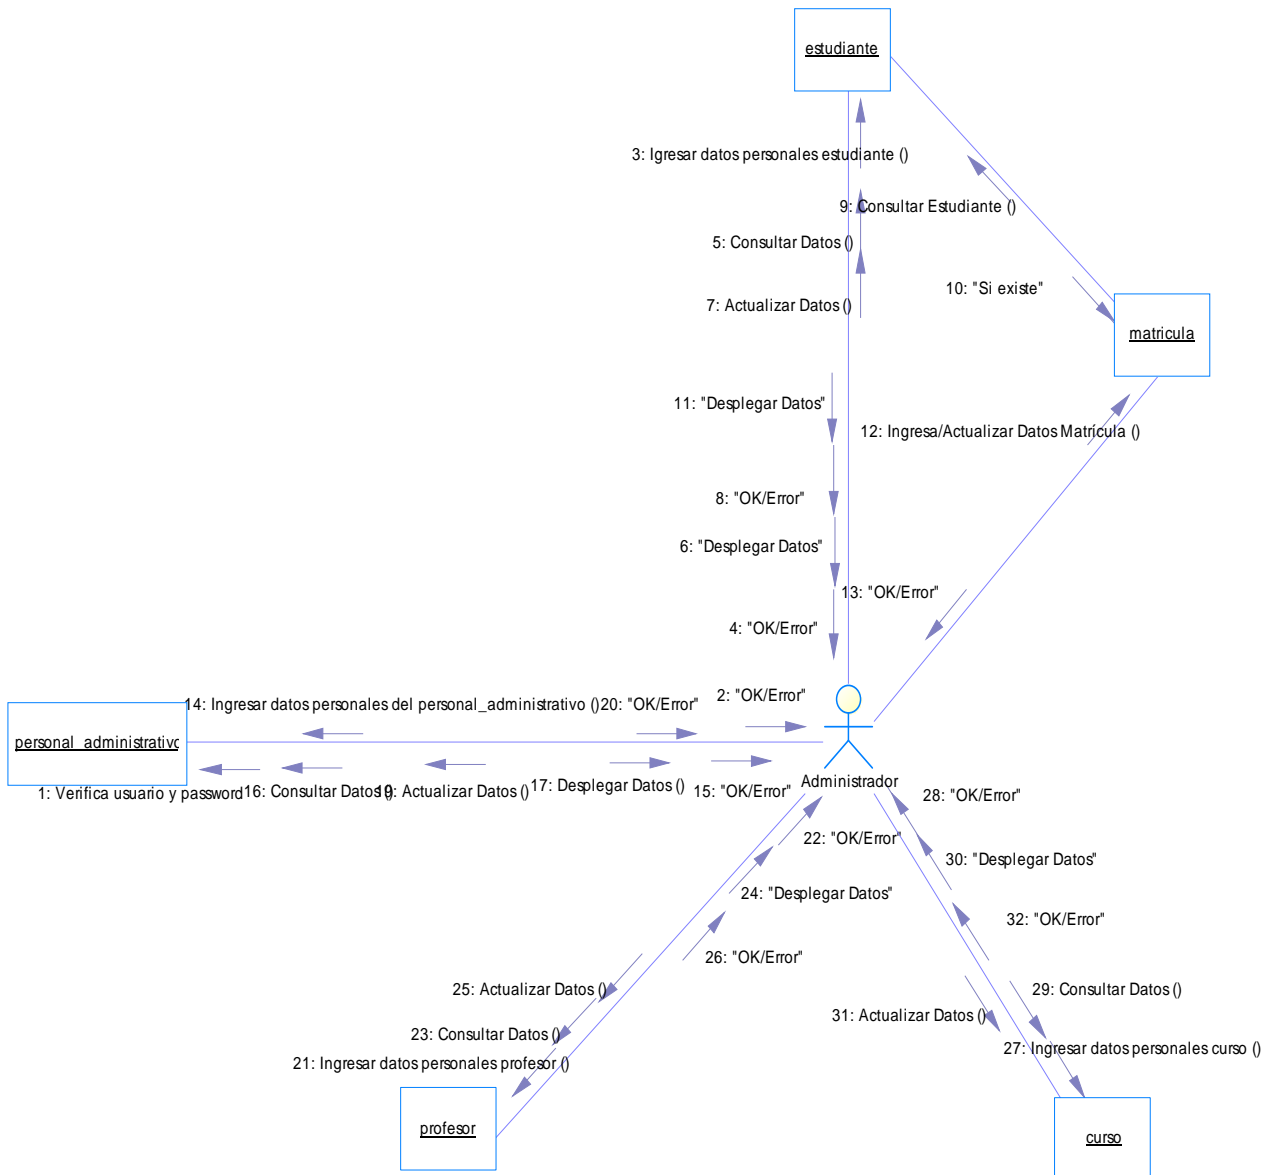 estudiante
3: Igresar datos personales estudiante ()
9: Consultar Estudiante ()
5: Consultar Datos ()
10: "Si existe"
7: Actualizar Datos ()
matricula
11: "Desplegar Datos"
12: Ingresa/Actualizar Datos Matrícula ()
8: "OK/Error"
6: "Desplegar Datos"
13: "OK/Error"
4: "OK/Error"
14: Ingresar datos personales del personal_administrativo ()
20: "OK/Error"
2: "OK/Error"
personal_administrativo
1: Verifica usuario y password
16: Consultar Datos ()
19: Actualizar Datos ()
17: Desplegar Datos ()
15: "OK/Error"
Administrador
28: "OK/Error"
22: "OK/Error"
30: "Desplegar Datos"
24: "Desplegar Datos"
32: "OK/Error"
26: "OK/Error"
25: Actualizar Datos ()
29: Consultar Datos ()
31: Actualizar Datos ()
23: Consultar Datos ()
27: Ingresar datos personales curso ()
21: Ingresar datos personales profesor ()
profesor
curso